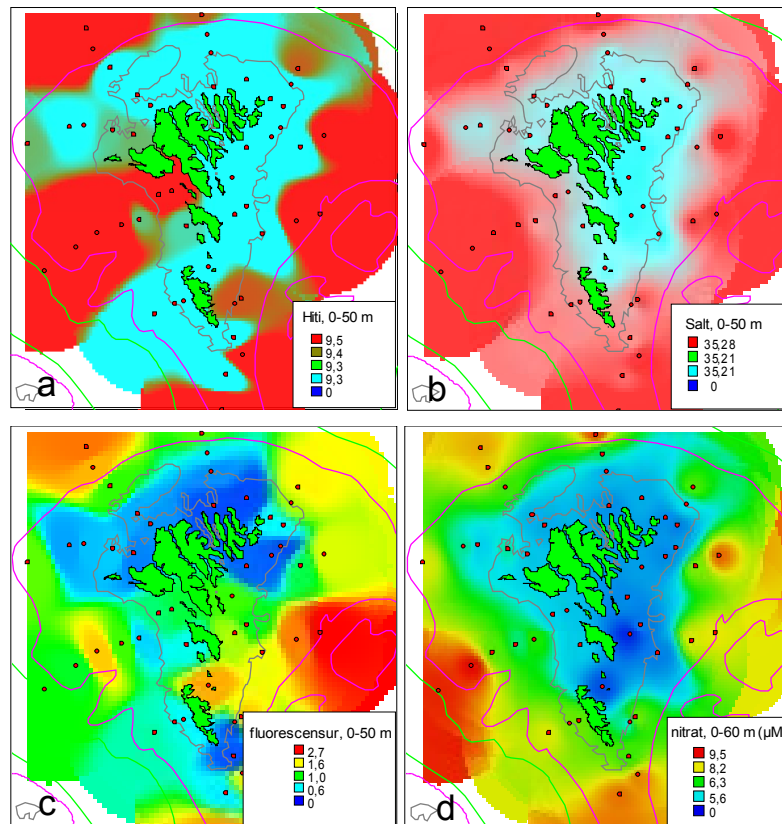 Hiti, 0-50 m
9,5
9,4
9,3
9,3
0
a
Salt, 0-50 m
35,28
35,21
35,21
0
b
fluorescensur, 0-50 m
2,7
1,6
1,0
0,6
0
c
nitrat, 0-60 m (µM
9,5
8,2
6,3
5,6
0
d